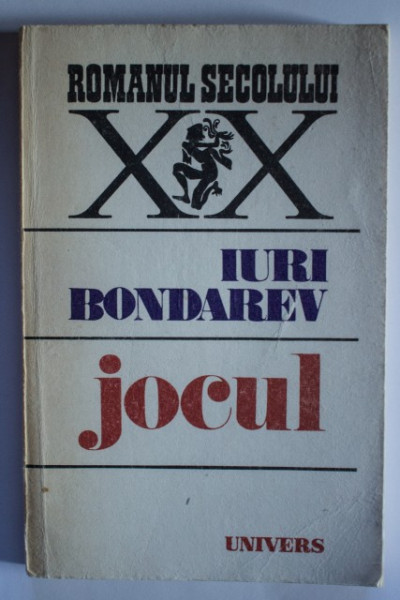 ROMANUL SECOLULUI
XX
IURI
BONDAREV
jocul
UNIVERS